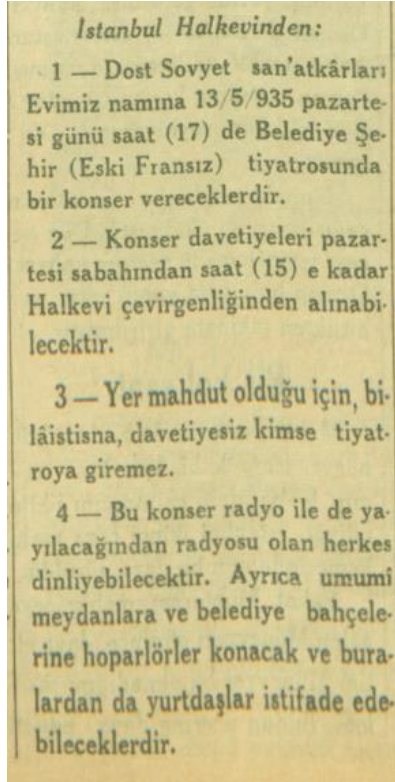 Istanbul Halkevinden:
1 — Dost Sovyet san'atkârları
Evimiz namına 13/5/935 pazarte-
si günü saat (17) de Belediye Şe-
hir (Eski Fransız) tiyatrosunda
bir konser vereceklerdir.
2 — Konser davetiyeleri pazar-
tesi sabahından saat (15) e kadar
Halkevi çevirgenliğinden alınabi-
lecektir.
3 — Yer mahdut olduğu için, bi-
lâistisna, davetiyesiz kimse tiyat-
roya giremez.
4 — Bu konser radyo ile de ya-
yılacağından radyosu olan herkes
dinliyebilecektir. Ayrıca umumî
meydanlara ve belediye bahçele-
rine hoparlörler konacak ve bura-
lardan da yurtdaşlar istifade ede-
bileceklerdir.